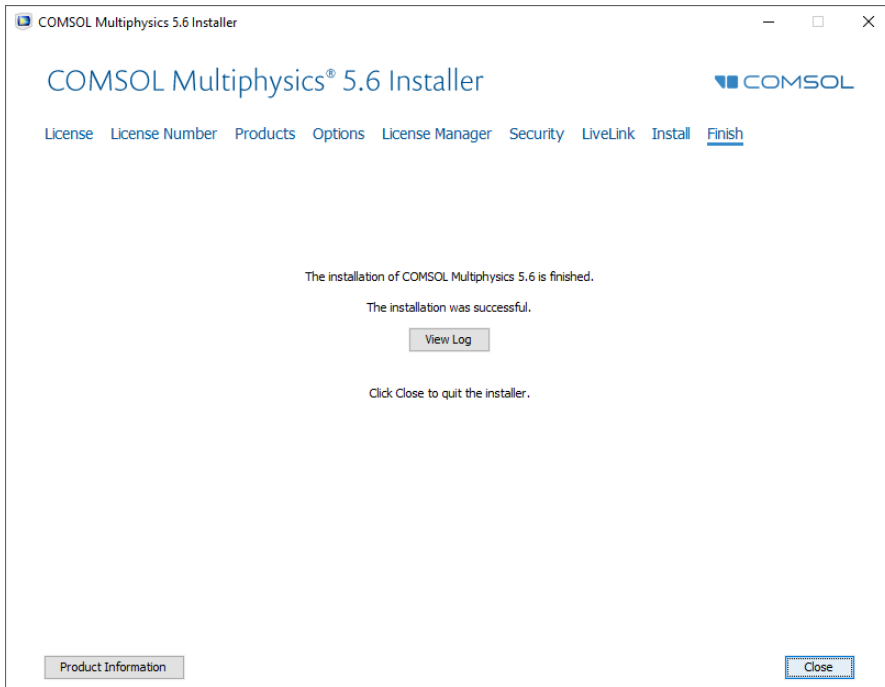 COMSOL Multiphysics 5.6 Installer
COMSOL Multiphysics® 5.6 Installer
COMSOL
License License Number Products Options License Manager Security LiveLink Install Finish
The installation of COMSOL Multiphysics 5.6 is finished.
The installation was successful.
View Log
Click Close to quit the installer.
Product Information
Close